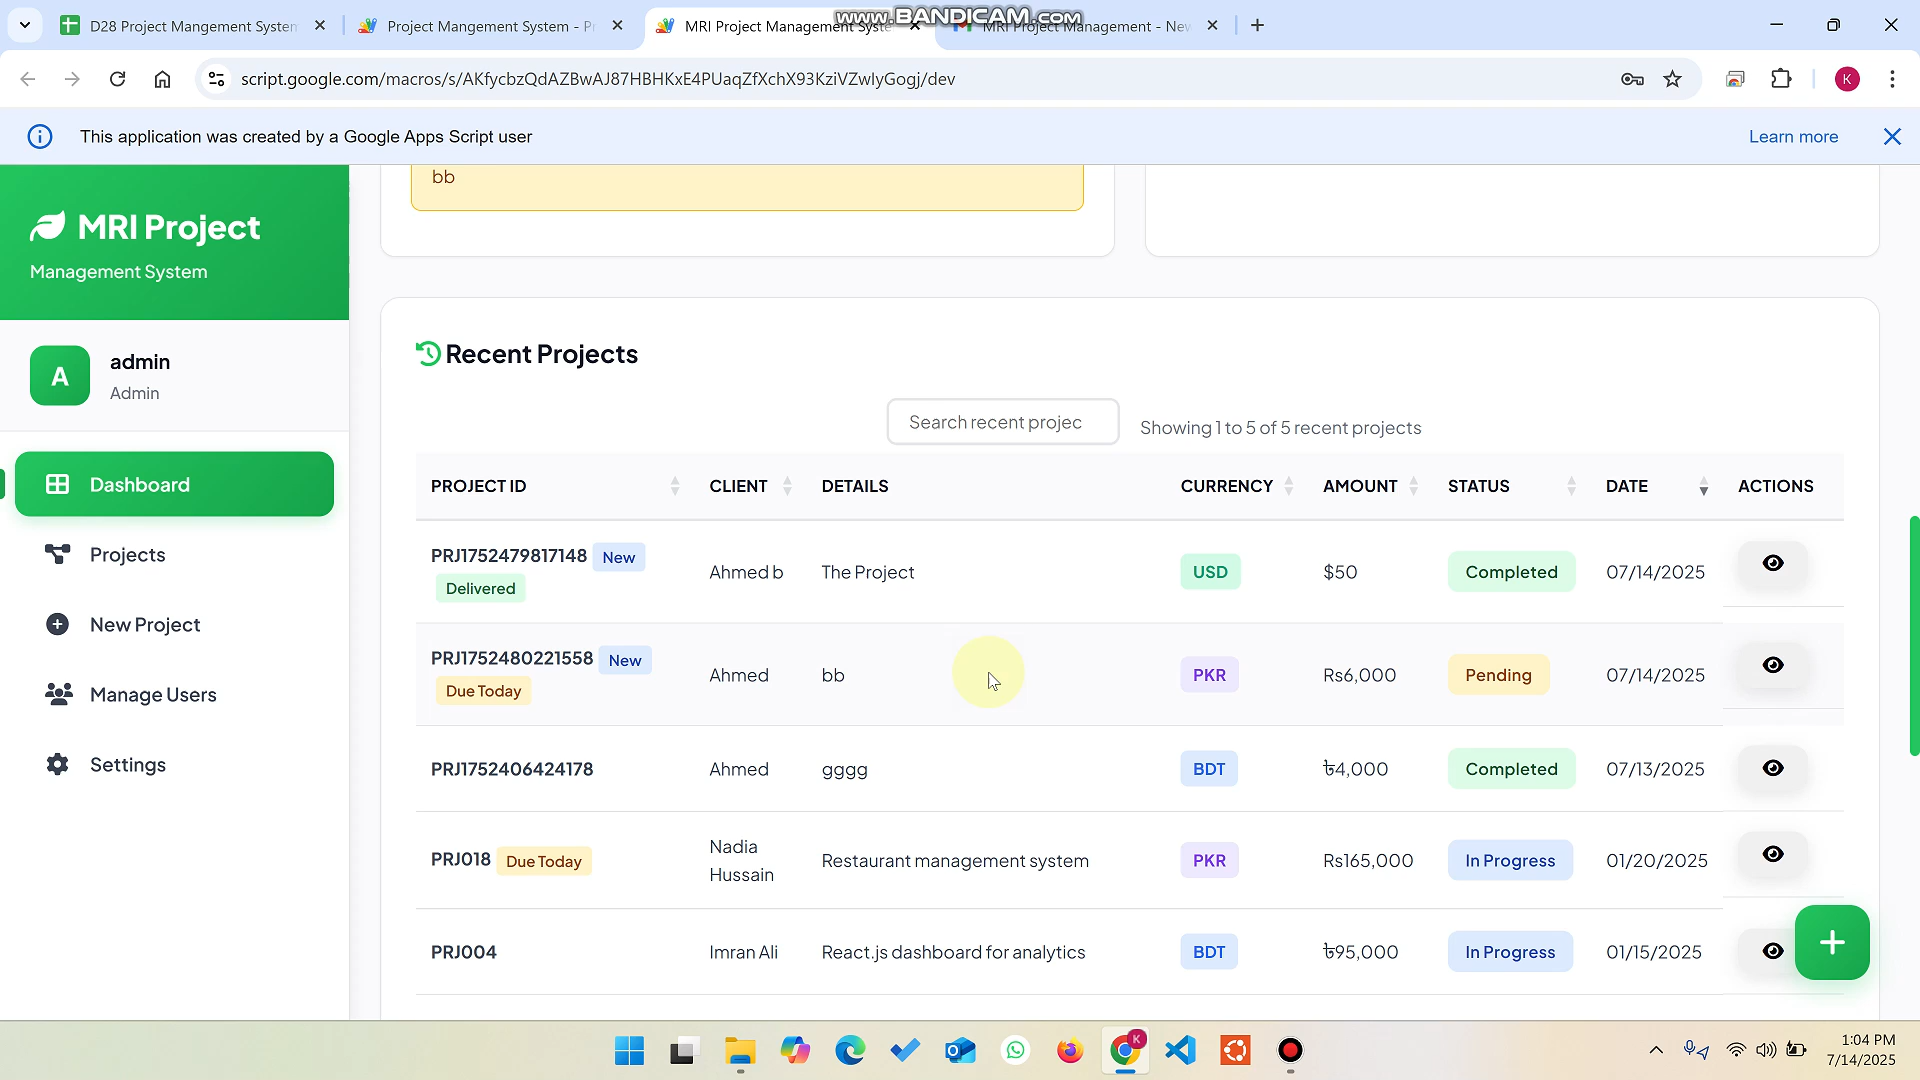 www.BANDICAM.com
D28 Project Mangement System
Project Mangement System - Pr
MRI Project Management Syste
MRI Project Management - New
script.google.com/macros/s/AKfycbzQdAZBwAJ87HBHKxE4PUaqZfXchX93KziVZwIyGogj/dev
K
This application was created by a Google Apps Script user
Learn more
MRI Project
Management System
A
admin
Admin
Dashboard
Projects
New Project
Manage Users
Settings
bb
Recent Projects
Search recent projec
Showing 1 to 5 of 5 recent projects
PROJECT ID CLIENT DETAILS CURRENCY AMOUNT STATUS DATE ACTIONS
PRJ1752479817148 New
Delivered
Ahmed b The Project USD $50 Completed 07/14/2025
PRJ1752480221558 New
Due Today
Ahmed bb PKR Rs6,000 Pending 07/14/2025
PRJ1752406424178 Ahmed gggg BDT ৳4,000 Completed 07/13/2025
PRJ018 Due Today
Nadia
Hussain
Restaurant management system PKR Rs165,000 In Progress 01/20/2025
PRJ004 Imran Ali React.js dashboard for analytics BDT ৳95,000 In Progress 01/15/2025
K
1:04 PM
7/14/2025